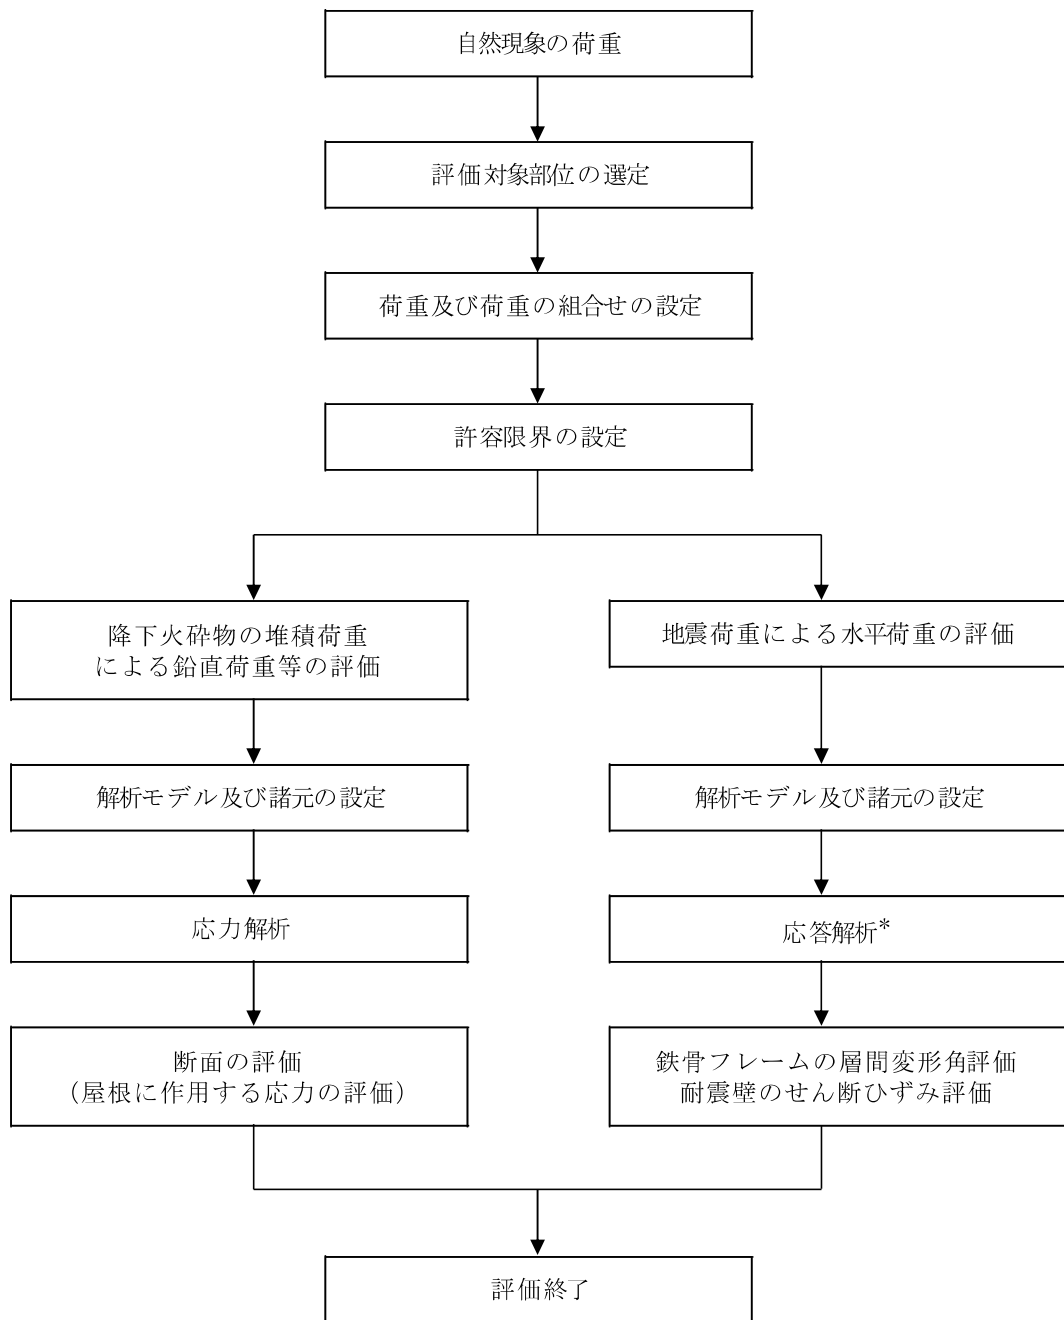 自然現象の荷重
評価対象部位の選定
荷重及び荷重の組合せの設定
許容限界の設定
降下火砕物の堆積荷重
による鉛直荷重等の評価
解析モデル及び諸元の設定
応力解析
断面の評価
（屋根に作用する応力の評価）
地震荷重による水平荷重の評価
解析モデル及び諸元の設定
応答解析*
鉄骨フレームの層間変形角評価
耐震壁のせん断ひずみ評価
評価終了